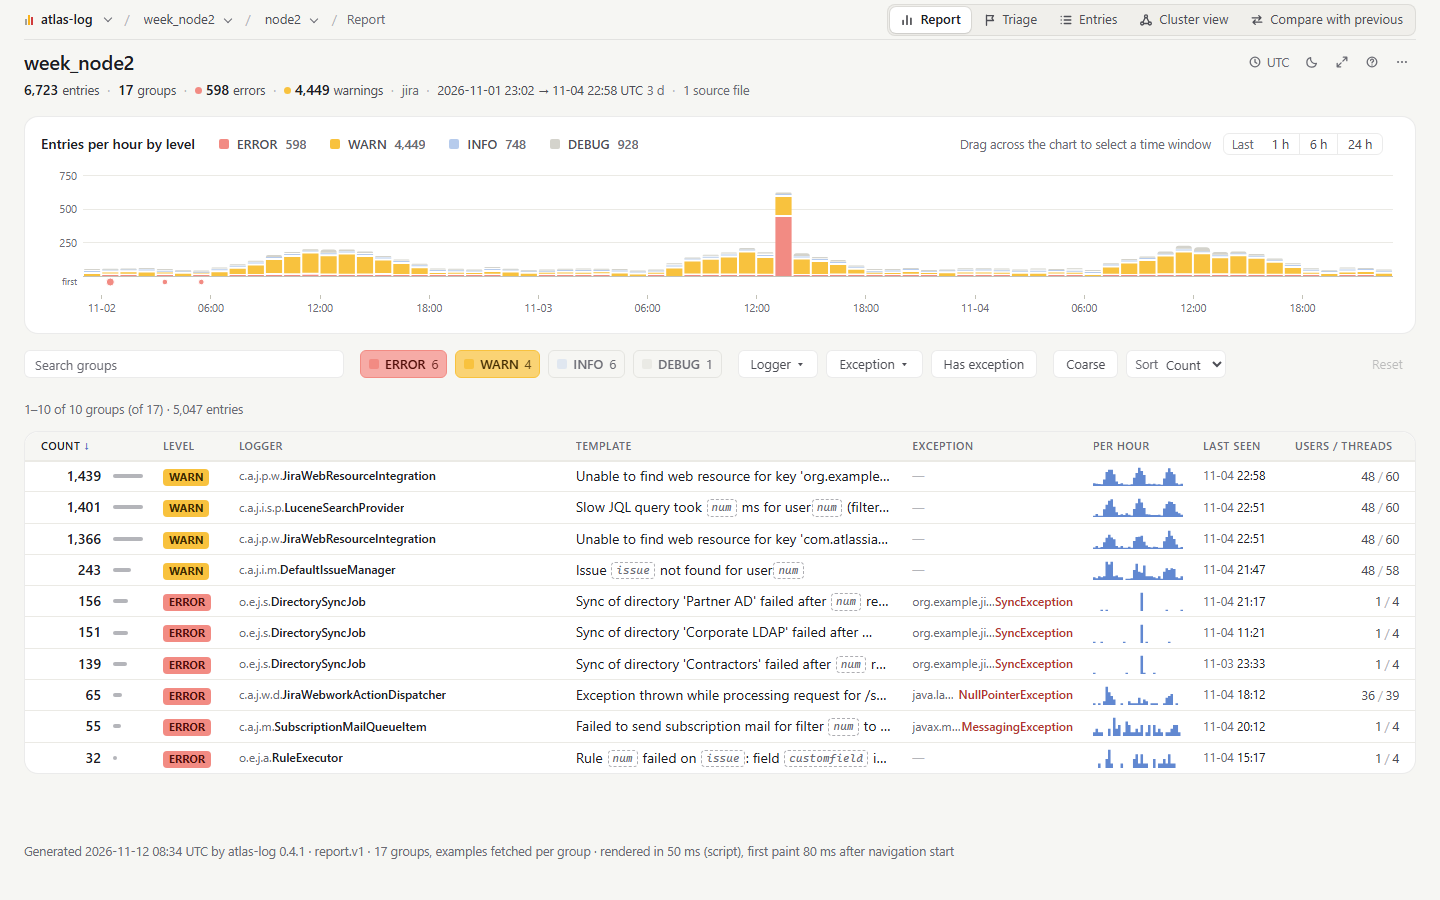 atlas-log / week_node2 / node2 / Report
Report Triage Entries Cluster view Compare with previous
week_node2
UTC
6,723 entries · 17 groups · 598 errors · 4,449 warnings · jira · 2026-11-01 23:02 → 11-04 22:58 UTC 3 d · 1 source file
Entries per hour by level ERROR 598 WARN 4,449 INFO 748 DEBUG 928
Drag across the chart to select a time window Last 1 h 6 h 24 h
750
500
250
first
11-02 06:00 12:00 18:00 11-03 06:00 12:00 18:00 11-04 06:00 12:00 18:00
Search groups ERROR 6 WARN 4 INFO 6 DEBUG 1 Logger Exception Has exception Coarse Sort Count Reset
1–10 of 10 groups (of 17) · 5,047 entries
COUNT ↓ LEVEL LOGGER TEMPLATE EXCEPTION PER HOUR LAST SEEN USERS / THREADS
1,439 WARN c.a.j.p.w.JiraWebResourceIntegration Unable to find web resource for key 'org.example... — 11-04 22:58 48 / 60
1,401 WARN c.a.j.i.s.p.LuceneSearchProvider Slow JQL query took num ms for user num (filter... — 11-04 22:51 48 / 60
1,366 WARN c.a.j.p.w.JiraWebResourceIntegration Unable to find web resource for key 'com.atlassia... — 11-04 22:51 48 / 60
243 WARN c.a.j.i.m.DefaultIssueManager Issue issue not found for user num — 11-04 21:47 48 / 58
156 ERROR o.e.j.s.DirectorySyncJob Sync of directory 'Partner AD' failed after num re... org.example.ji...SyncException 11-04 21:17 1 / 4
151 ERROR o.e.j.s.DirectorySyncJob Sync of directory 'Corporate LDAP' failed after ... org.example.ji...SyncException 11-04 11:21 1 / 4
139 ERROR o.e.j.s.DirectorySyncJob Sync of directory 'Contractors' failed after num r... org.example.ji...SyncException 11-03 23:33 1 / 4
65 ERROR c.a.j.w.d.JiraWebworkActionDispatcher Exception thrown while processing request for /s... java.la... NullPointerException 11-04 18:12 36 / 39
55 ERROR c.a.j.m.SubscriptionMailQueueItem Failed to send subscription mail for filter num to ... javax.m...MessagingException 11-04 20:12 1 / 4
32 ERROR o.e.j.a.RuleExecutor Rule num failed on issue: field customfield i... — 11-04 15:17 1 / 4
Generated 2026-11-12 08:34 UTC by atlas-log 0.4.1 · report.v1 · 17 groups, examples fetched per group · rendered in 50 ms (script), first paint 80 ms after navigation start